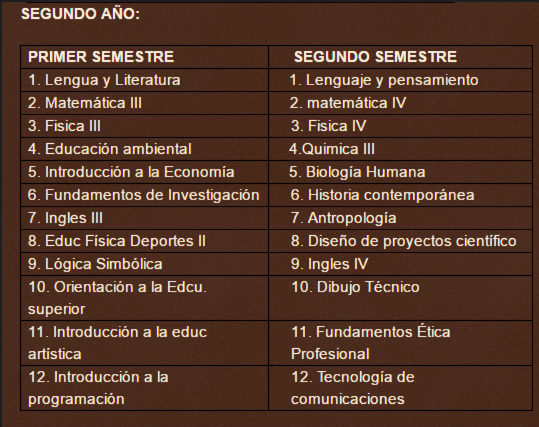 SEGUNDO AÑO:
PRIMER SEMESTRE SEGUNDO SEMESTRE
1. Lengua y Literatura 1. Lenguaje y pensamiento
2. Matemática III 2. matemática IV
3. Fisica III 3. Fisica IV
4. Educación ambiental 4.Quimica III
5. Introducción a la Economía 5. Biología Humana
6. Fundamentos de Investigación 6. Historia contemporánea
7. Ingles III 7. Antropología
8. Educ Física Deportes II 8. Diseño de proyectos científico
9. Lógica Simbólica 9. Ingles IV
10. Orientación a la Edcu. 10. Dibujo Técnico
superior
11. Introducción a la educ 11. Fundamentos Ética
artística Profesional
12. Introducción a la 12. Tecnología de
programación comunicaciones